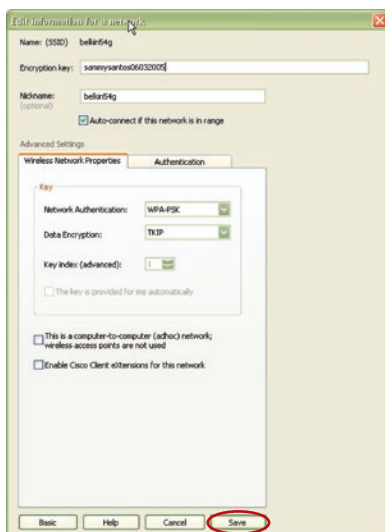 Edit information for a network
Name: (SSID) belkin54g
Encryption key: sammysantos06032005
Nickname: belkin54g
(optional)
Auto-connect if this network is in range
Advanced Settings
Wireless Network Properties Authentication
Key
Network Authentication: WPA-PSK
Data Encryption: TKIP
Key index (advanced): 1
The key is provided for me automatically
This is a computer-to-computer (adhoc) network;
wireless access points are not used
Enable Cisco Client eXtensions for this network
Basic Help Cancel Save